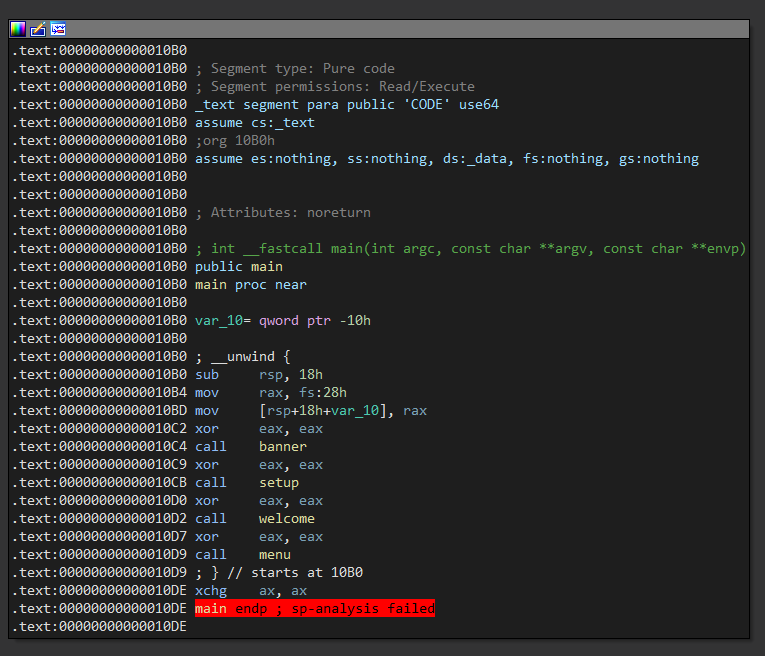 .text:00000000000010B0
.text:00000000000010B0 ; Segment type: Pure code
.text:00000000000010B0 ; Segment permissions: Read/Execute
.text:00000000000010B0 _text segment para public 'CODE' use64
.text:00000000000010B0 assume cs:_text
.text:00000000000010B0 ;org 10B0h
.text:00000000000010B0 assume es:nothing, ss:nothing, ds:_data, fs:nothing, gs:nothing
.text:00000000000010B0
.text:00000000000010B0
.text:00000000000010B0 ; Attributes: noreturn
.text:00000000000010B0
.text:00000000000010B0 ; int __fastcall main(int argc, const char **argv, const char **envp)
.text:00000000000010B0 public main
.text:00000000000010B0 main proc near
.text:00000000000010B0
.text:00000000000010B0 var_10= qword ptr -10h
.text:00000000000010B0
.text:00000000000010B0 ; __unwind {
.text:00000000000010B0 sub     rsp, 18h
.text:00000000000010B4 mov     rax, fs:28h
.text:00000000000010BD mov     [rsp+18h+var_10], rax
.text:00000000000010C2 xor     eax, eax
.text:00000000000010C4 call    banner
.text:00000000000010C9 xor     eax, eax
.text:00000000000010CB call    setup
.text:00000000000010D0 xor     eax, eax
.text:00000000000010D2 call    welcome
.text:00000000000010D7 xor     eax, eax
.text:00000000000010D9 call    menu
.text:00000000000010D9 ; } // starts at 10B0
.text:00000000000010DE xchg    ax, ax
.text:00000000000010DE main endp ; sp-analysis failed
.text:00000000000010DE